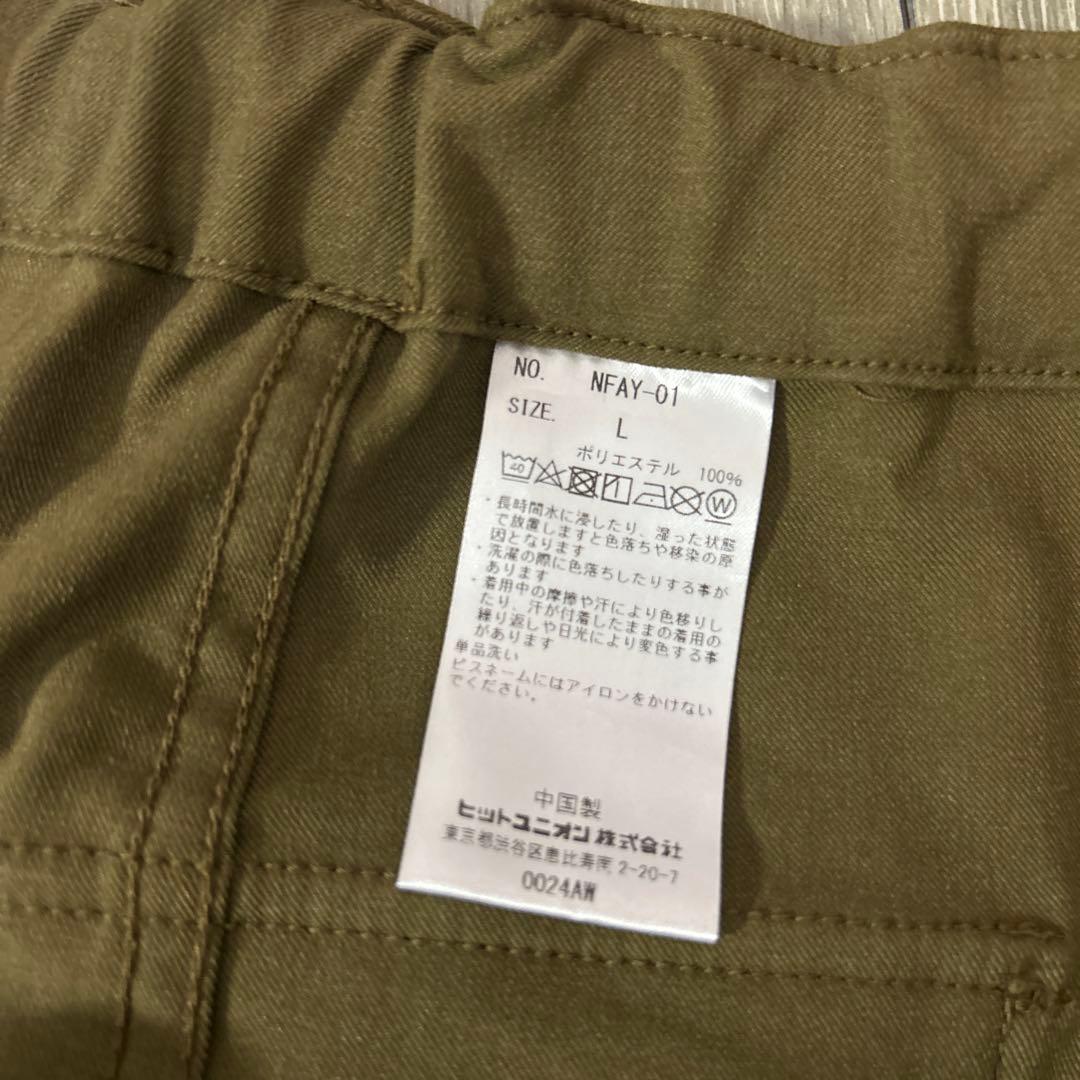 NO. NFAY-01
SIZE. L
ポリエステル 100%
40 W
・長時間水に浸したり、湿った状態
で放置しますと色落ちや移染の原
因となります
・洗濯の際に色落ちしたりする事が
あります
・着用中の摩擦や汗により色移りし
たり、汗が付着したままの着用の
繰り返しや日光により変色する事
があります
単品洗い
ピスネームにはアイロンをかけない
でください。
中国製
ヒットユニオン株式会社
東京都渋谷区恵比寿南 2-20-7
0024AW